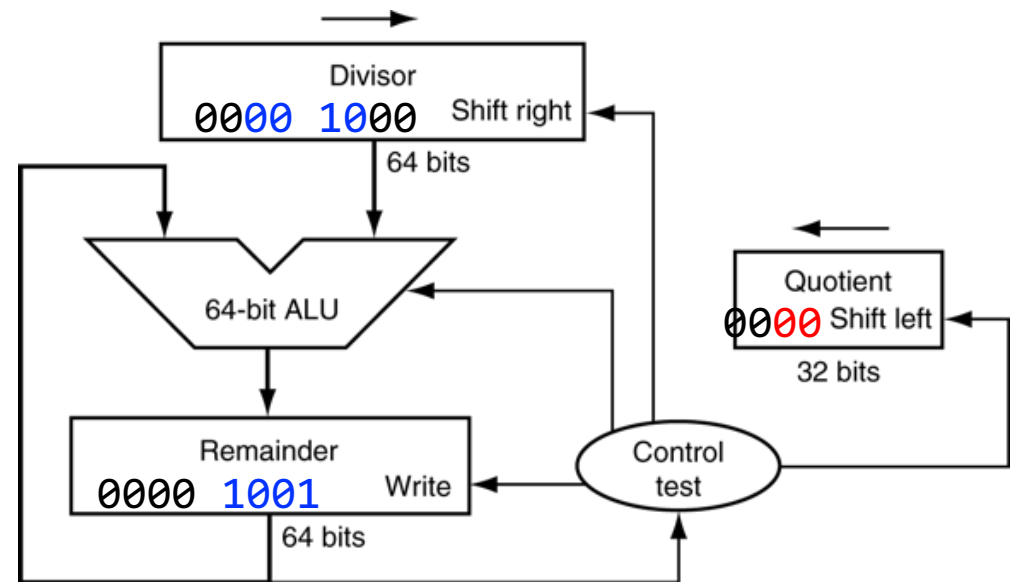 Divisor
0000 1000 Shift right
64 bits
64-bit ALU
Quotient
0000 Shift left
32 bits
Remainder
0000 1001 Write
64 bits
Control
test